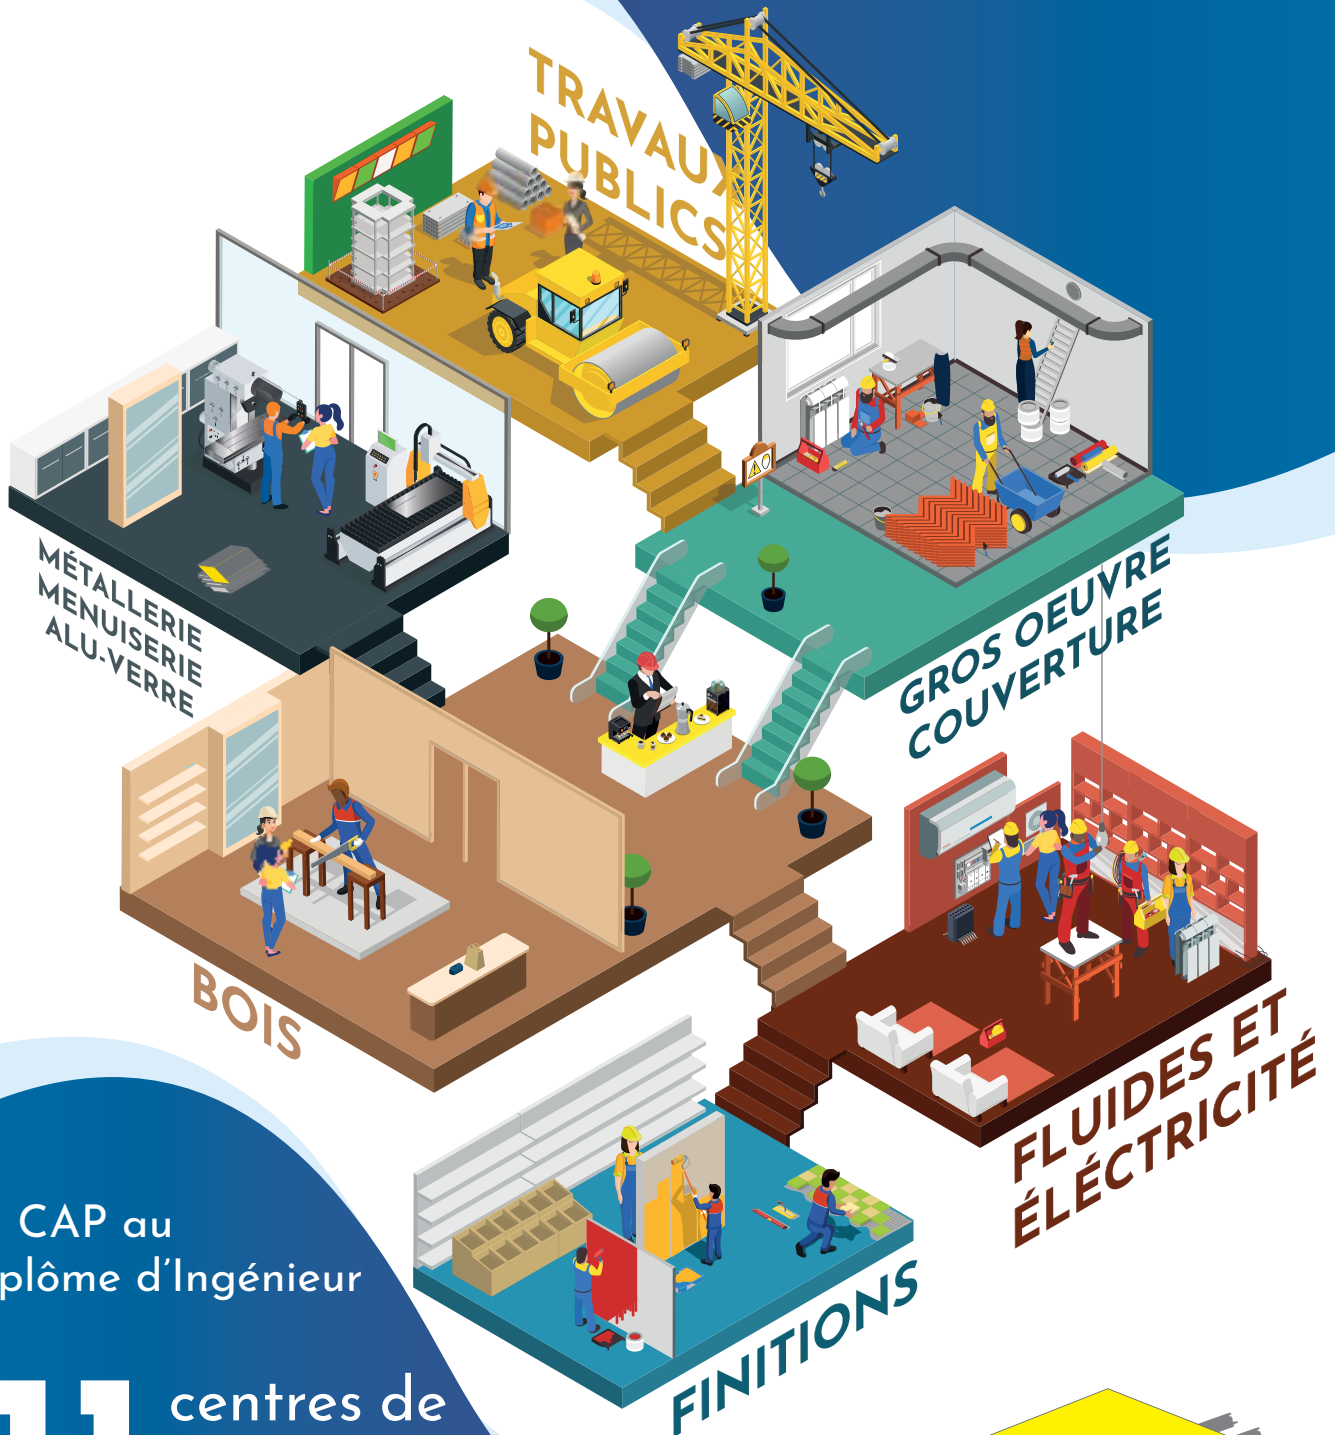 TRAVAUX
PUBLICS
MÉTALLERIE
MENUISERIE
ALU-VERRE
GROS OEUVRE
COUVERTURE
BOIS
FLUIDES ET
ÉLÉCTRICITÉ
FINITIONS
CAP au
plôme d'Ingénieur
centres de